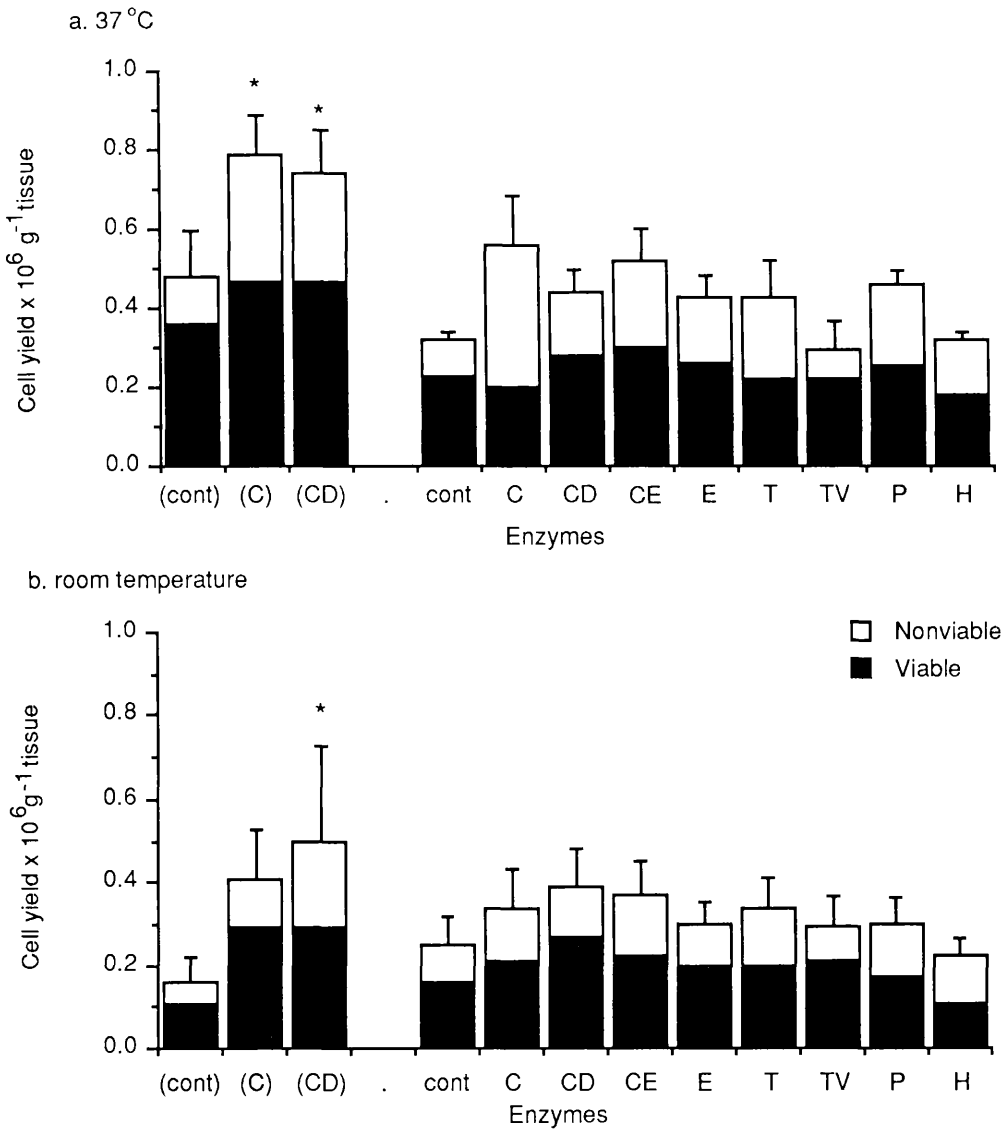 a. 37 °C
Cell yield x 10⁶ g⁻¹ tissue
1.0
0.8
0.6
0.4
0.2
0.0
* *
(cont) (C) (CD) . cont C CD CE E T TV P H
Enzymes
b. room temperature
Nonviable
Viable
Cell yield x 10⁶ g⁻¹ tissue
1.0
0.8
0.6
0.4
0.2
0.0
*
(cont) (C) (CD) . cont C CD CE E T TV P H
Enzymes